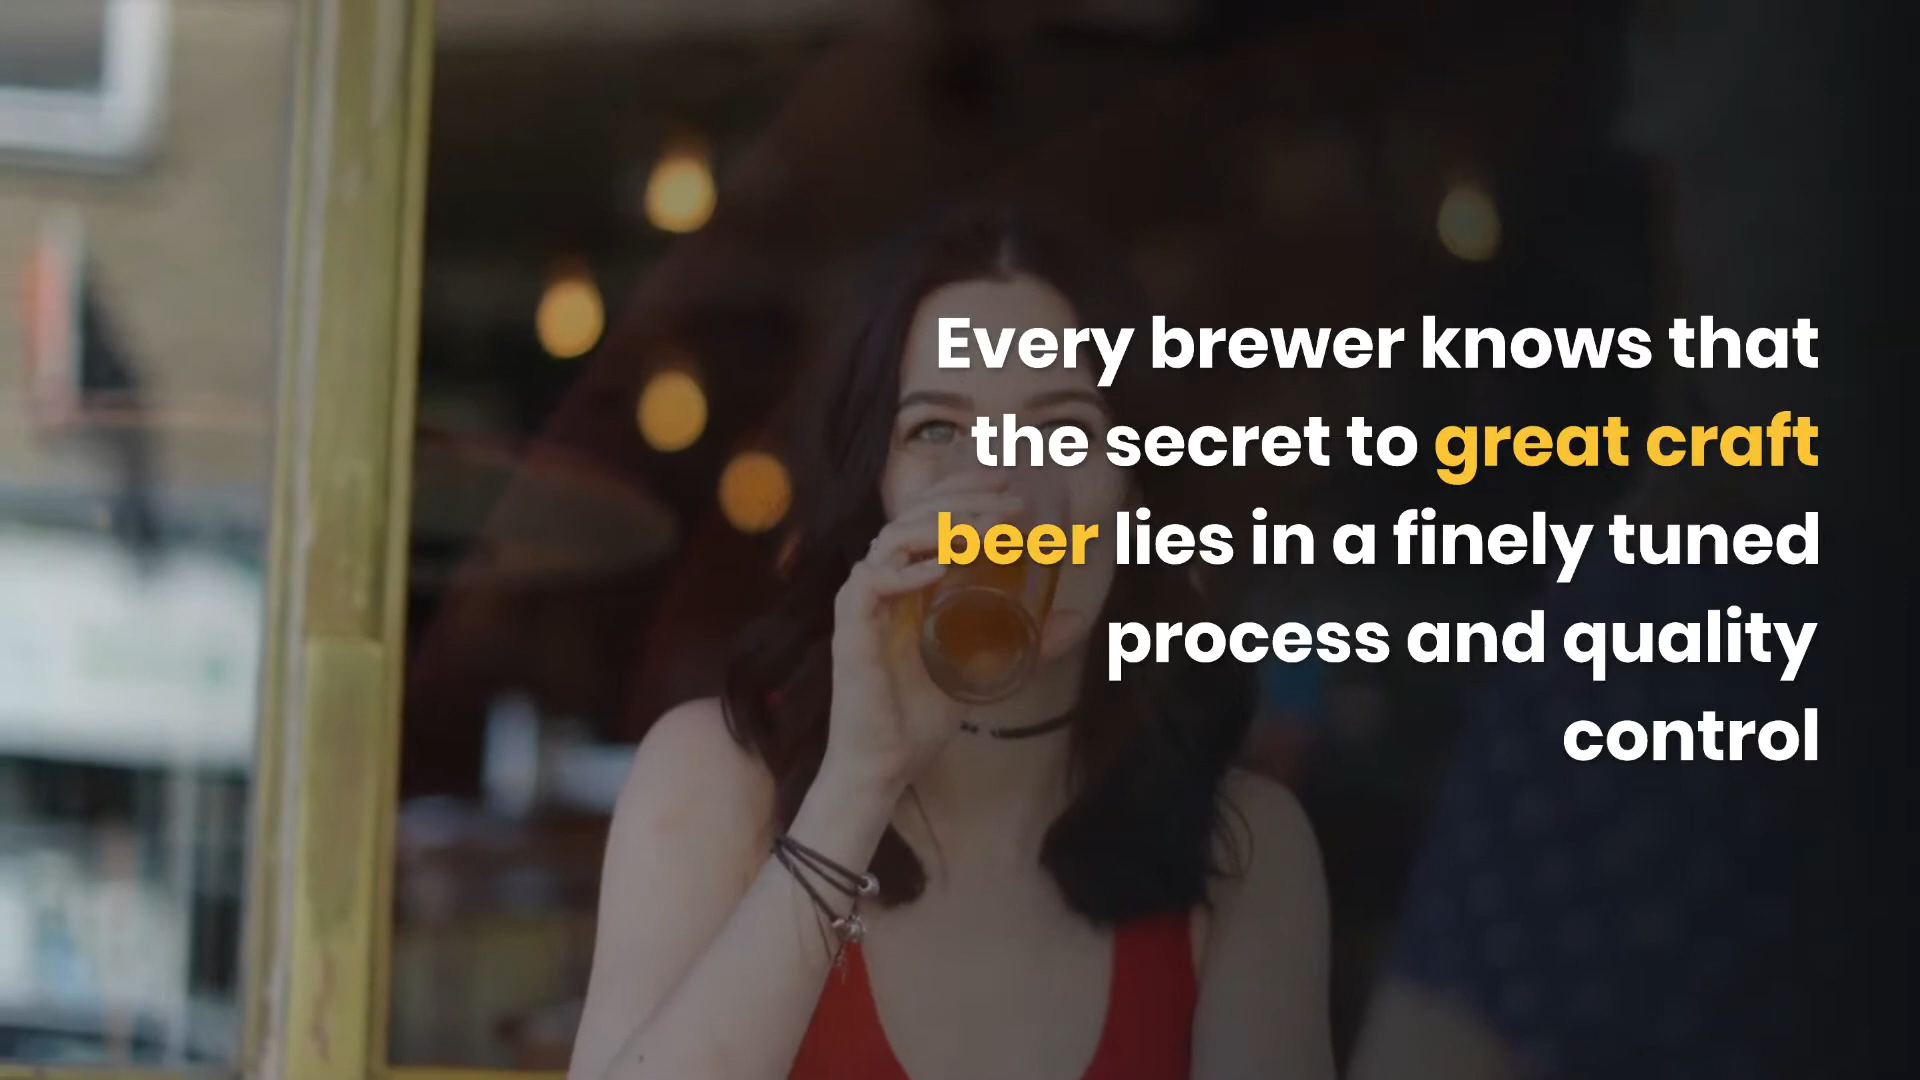 Every brewer knows that
the secret to great craft
beer lies in a finely tuned
process and quality
control